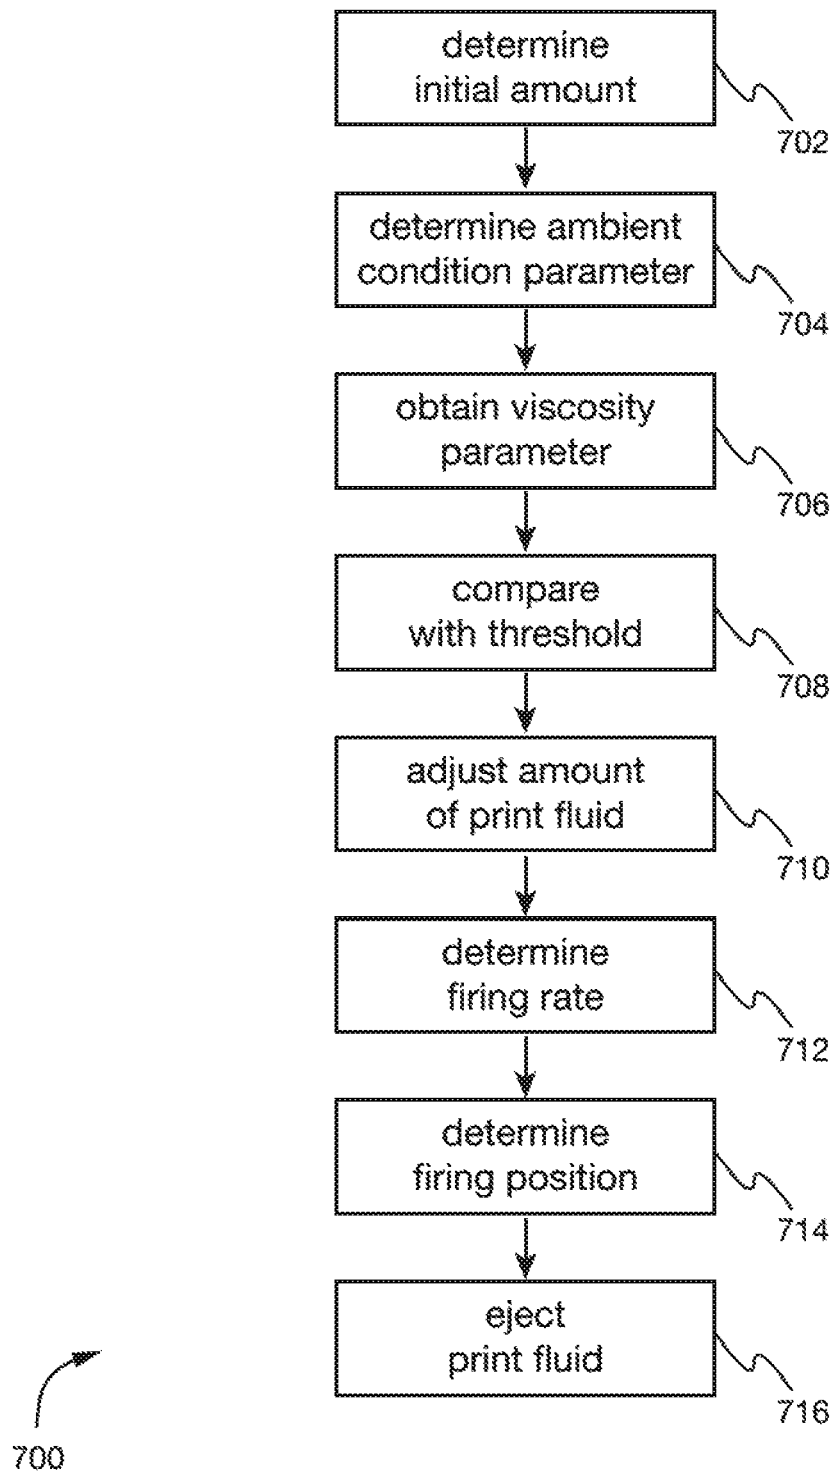 determine
initial amount
702
determine ambient
condition parameter
704
obtain viscosity
parameter
706
compare
with threshold
708
adjust amount
of print fluid
710
determine
firing rate
712
determine
firing position
714
eject
print fluid
716
700